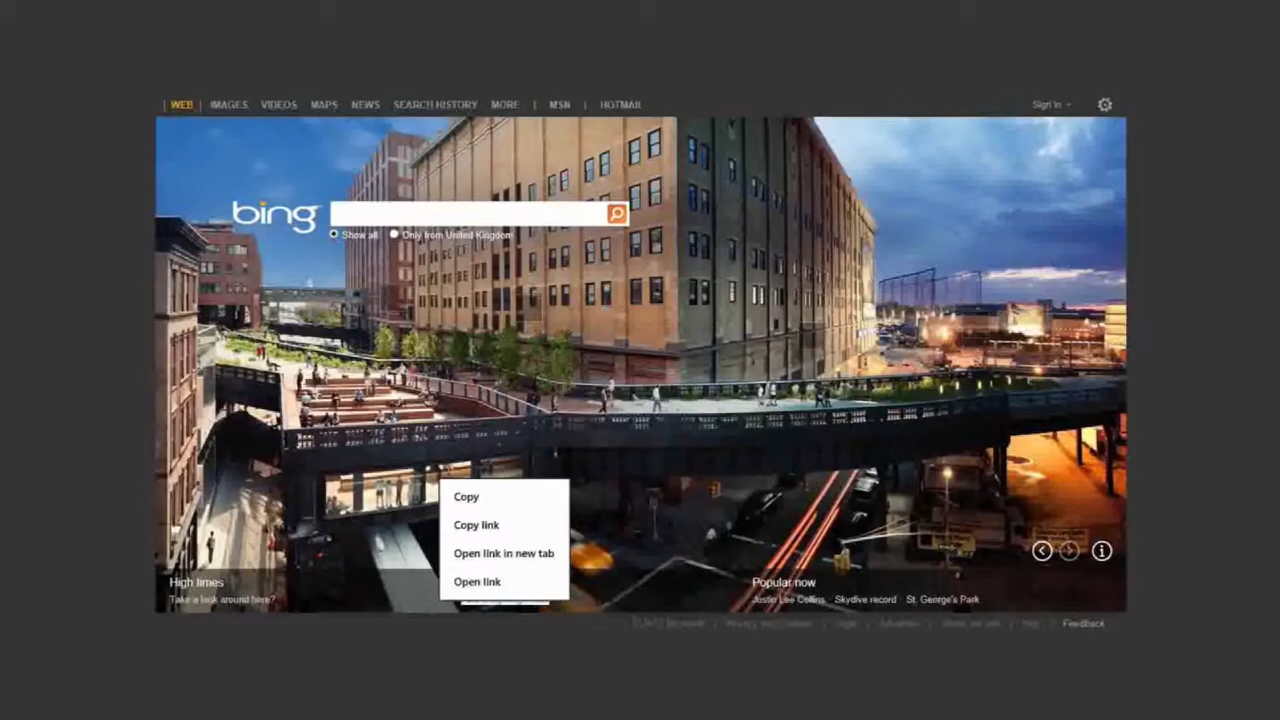 WEB | IMAGES VIDEOS MAPS NEWS SEARCH HISTORY MORE | MSN | HOTMAIL Sign in
bing
Show all Only from United Kingdom
Copy
Copy link
Open link in new tab
Open link
High times
Take a look around here?
Popular now
Justin Lee Collins · Skydive record · St. George's Park
Feedback